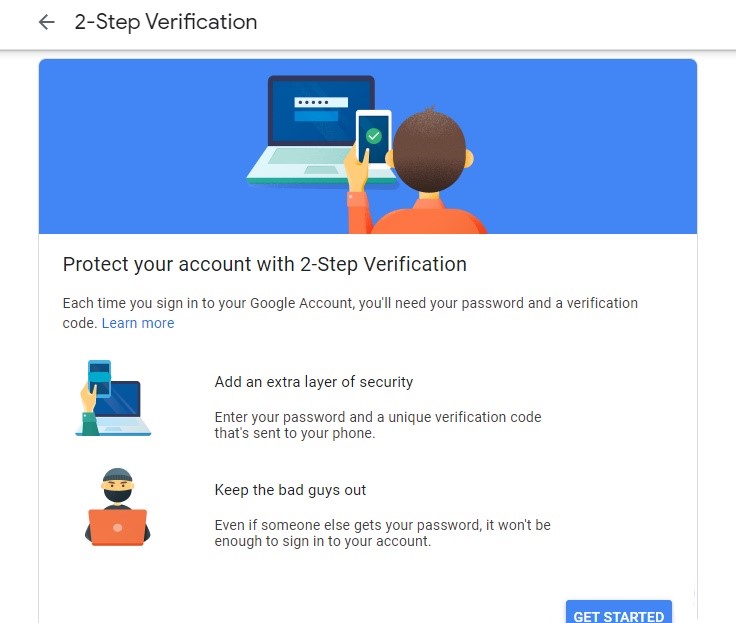 2-Step Verification
Protect your account with 2-Step Verification
Each time you sign in to your Google Account, you'll need your password and a verification
code. Learn more
Add an extra layer of security
Enter your password and a unique verification code
that's sent to your phone.
Keep the bad guys out
Even if someone else gets your password, it won't be
enough to sign in to your account.
GET STARTED